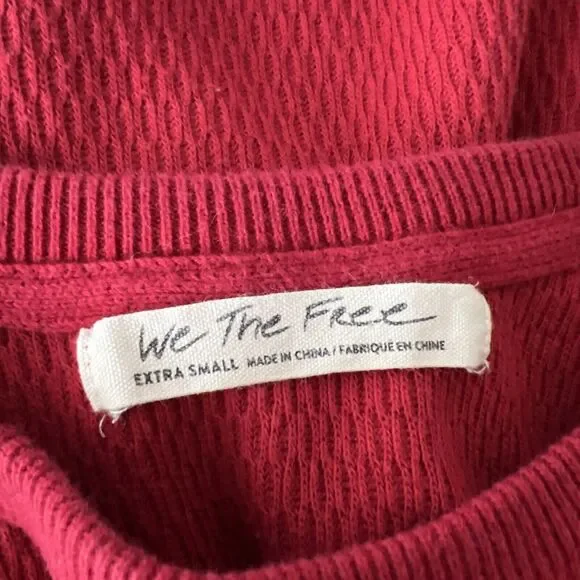 We The Free
EXTRA SMALL MADE IN CHINA / FABRIQUE EN CHINE